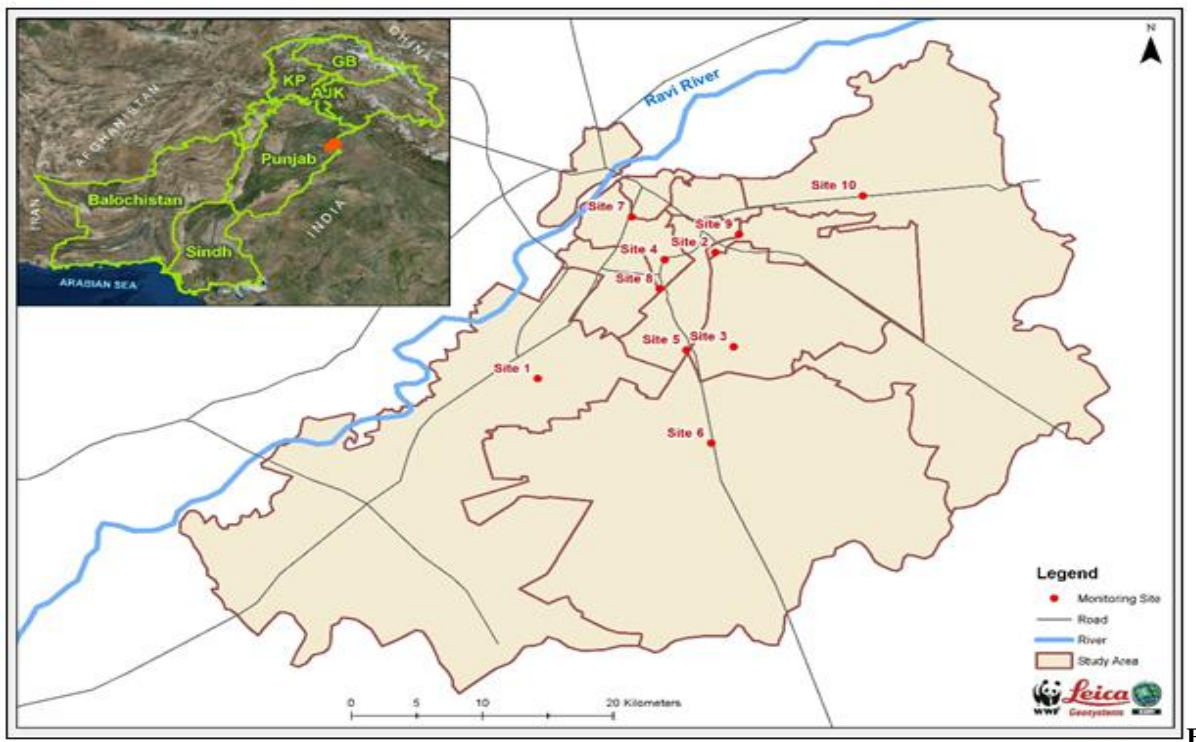 CHINA
GB
KP
AJK
AFGHANISTAN
Punjab
Balochistan
IRAN
INDIA
Sindh
ARABIAN SEA
N
Ravi River
Site 10
Site 7
Site 9
Site 4
Site 2
Site 8
Site 5
Site 3
Site 1
Site 6
Legend
Monitoring Site
Road
River
Study Area
0 5 10 20 Kilometers
WWF
Leica
Geosystems